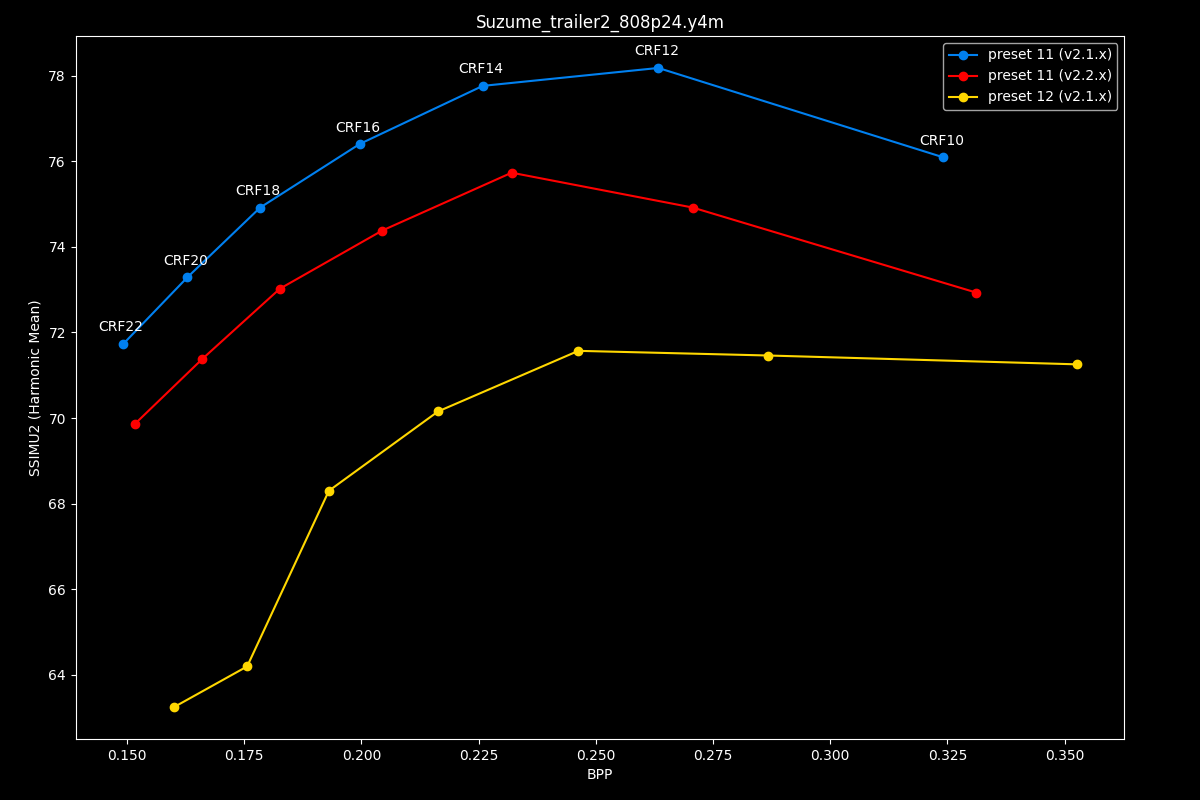 Suzume_trailer2_808p24.y4m
preset 11 (v2.1.x)
preset 11 (v2.2.x)
preset 12 (v2.1.x)
CRF12
CRF14
CRF16
CRF10
CRF18
CRF20
CRF22
SSIMU2 (Harmonic Mean)
78
76
74
72
70
68
66
64
0.150
0.175
0.200
0.225
0.250
0.275
0.300
0.325
0.350
BPP